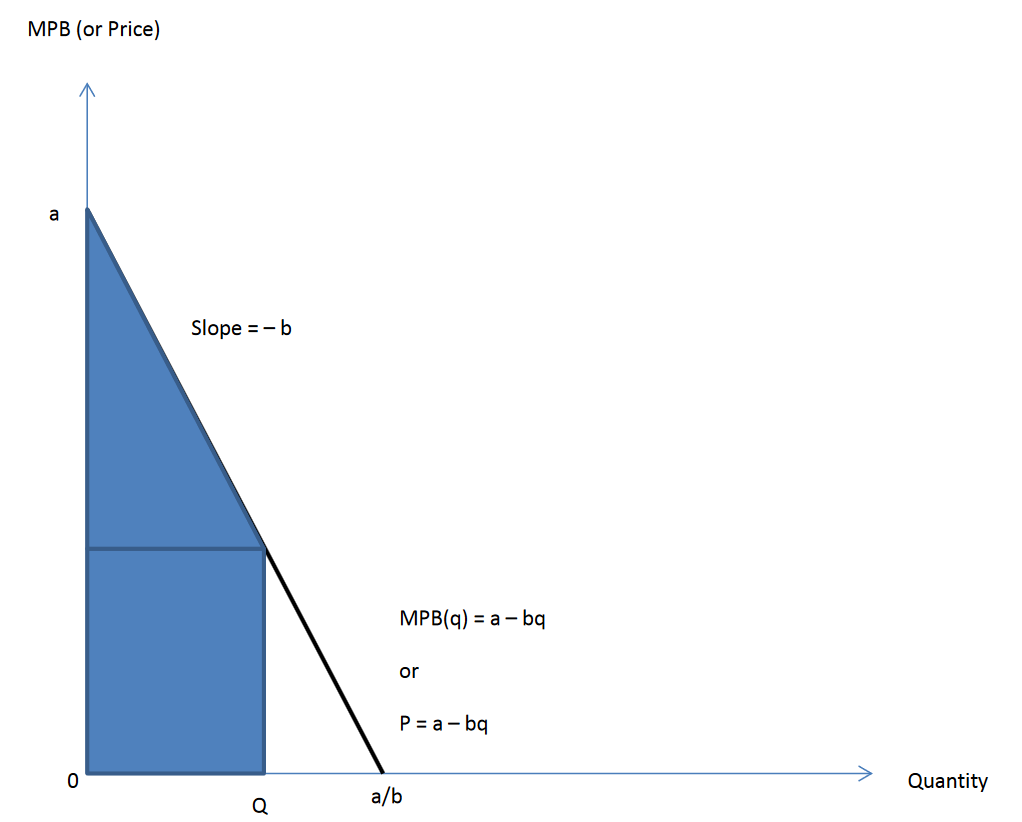 MPB (or Price)
a
Slope = – b
MPB(q) = a – bq
or
P = a – bq
0
Quantity
a/b
Q